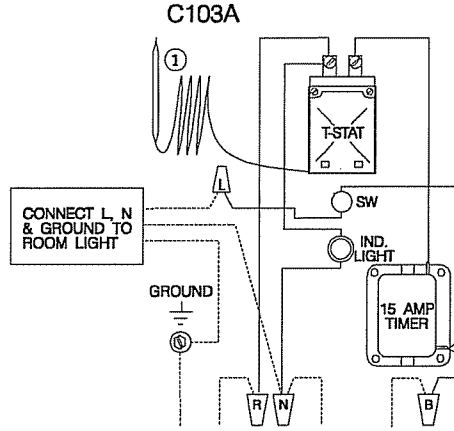 C103A
1
T-STAT
L
SW
CONNECT L, N
& GROUND TO
ROOM LIGHT
IND.
LIGHT
GROUND
15 AMP
TIMER
R
N
B